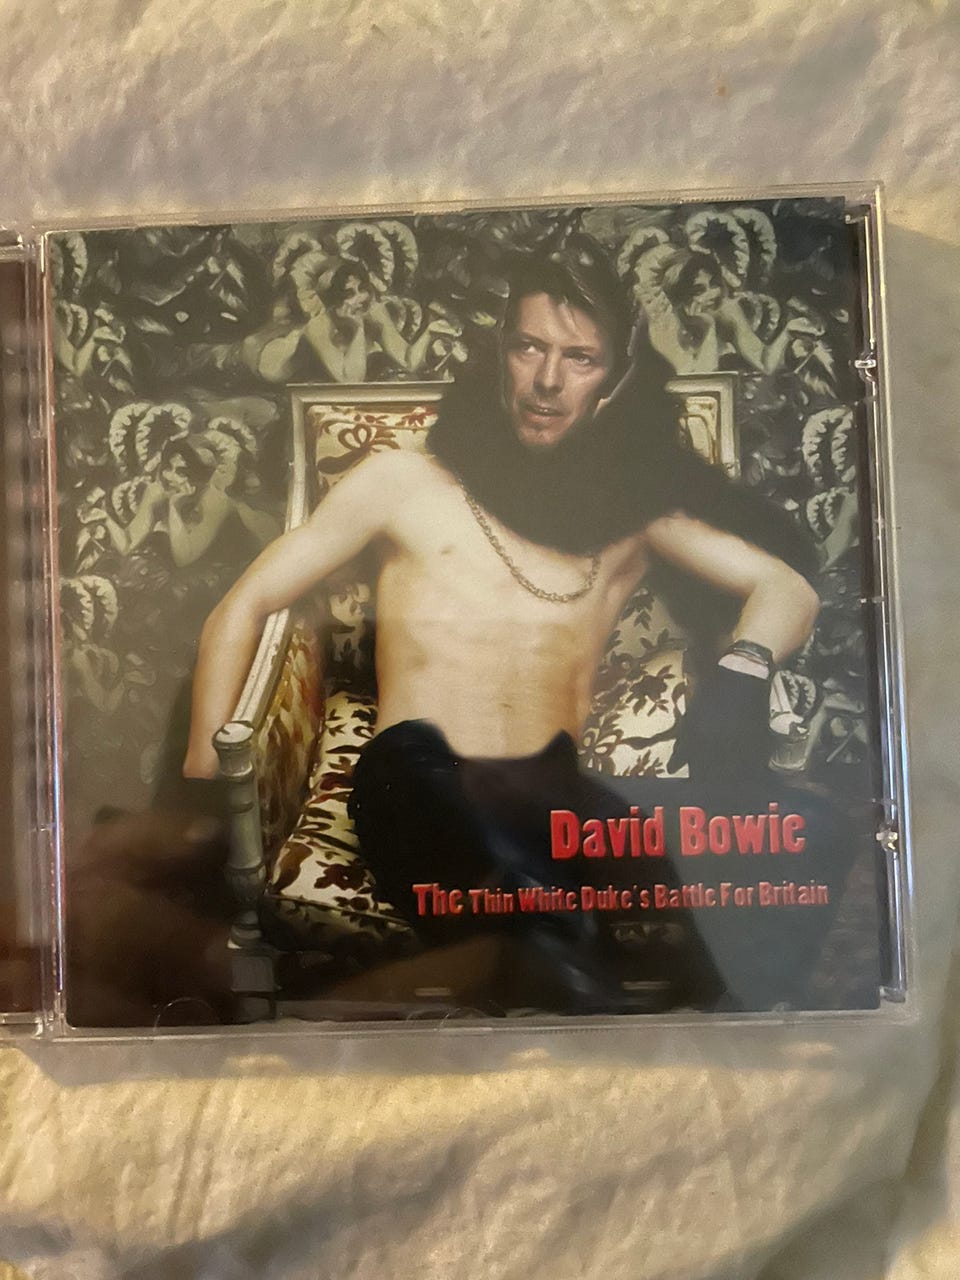 David Bowie
The Thin White Duke's Battle For Britain